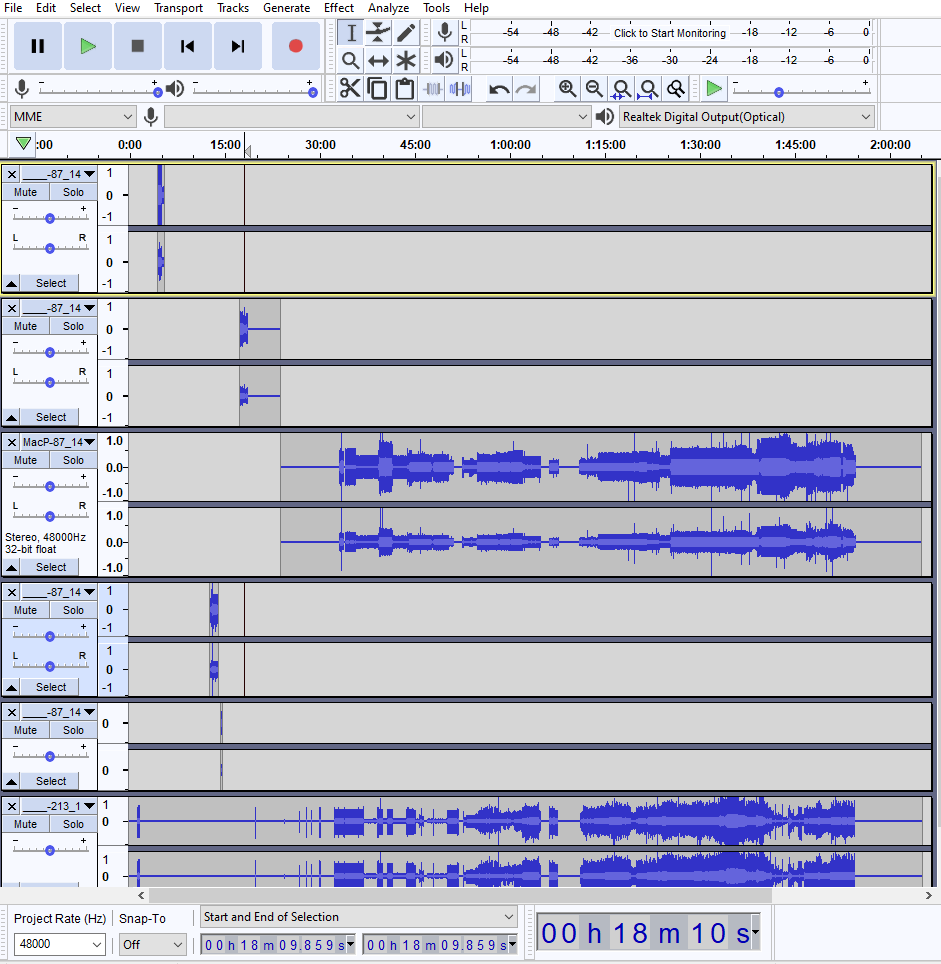 File Edit Select View Transport Tracks Generate Effect Analyze Tools Help
L R -54 -48 -42 Click to Start Monitoring -18 -12 -6 0
L R -54 -48 -42 -36 -30 -24 -18 -12 -6 0
- + - + - +
MME Realtek Digital Output(Optical)
:00 0:00 15:00 30:00 45:00 1:00:00 1:15:00 1:30:00 1:45:00 2:00:00
____-87_14 1
Mute Solo 0
- + -1
L R 1
0
Select -1
____-87_14 1
Mute Solo 0
- + -1
L R 1
0
Select -1
MacP-87_14 1.0
Mute Solo 0.0
- + -1.0
L R 1.0
Stereo, 48000Hz
32-bit float 0.0
Select -1.0
____-87_14 1
Mute Solo 0
- + -1
L R 1
0
Select -1
____-87_14
Mute Solo 0
- +
Select 0
____-213_1 1
Mute Solo 0
- +
1
0
Project Rate (Hz) Snap-To Start and End of Selection
48000 Off 00 h 18 m 09.859 s 00 h 18 m 09.859 s 00 h 18 m 10 s